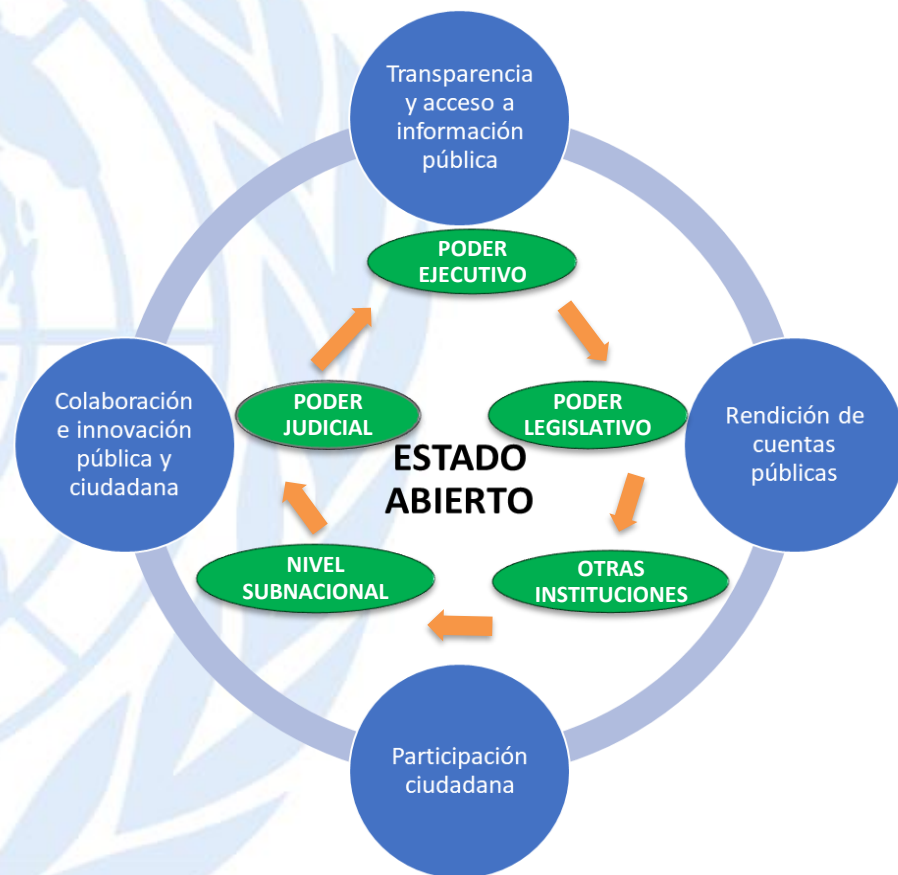 Transparencia
y acceso a
información
pública
PODER
EJECUTIVO
Colaboración
e innovación
pública y
ciudadana
PODER
JUDICIAL
PODER
LEGISLATIVO
Rendición de
cuentas
públicas
ESTADO
ABIERTO
NIVEL
SUBNACIONAL
OTRAS
INSTITUCIONES
Participación
ciudadana